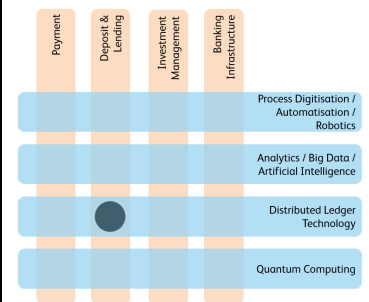 Payment
Deposit &
Lending
Investment
Management
Banking
Infrastructure
Process Digitisation /
Automatisation /
Robotics
Analytics / Big Data /
Artificial Intelligence
Distributed Ledger
Technology
Quantum Computing